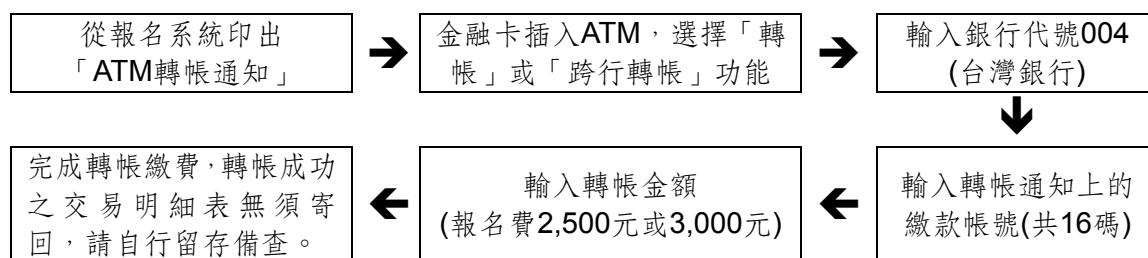 從報名系統印出
「ATM轉帳通知」
金融卡插入ATM，選擇「轉
帳」或「跨行轉帳」功能
輸入銀行代號004
(台灣銀行)
輸入轉帳通知上的
繳款帳號(共16碼)
輸入轉帳金額
(報名費2,500元或3,000元)
完成轉帳繳費，轉帳成功
之交易明細表無須寄
回，請自行留存備查。